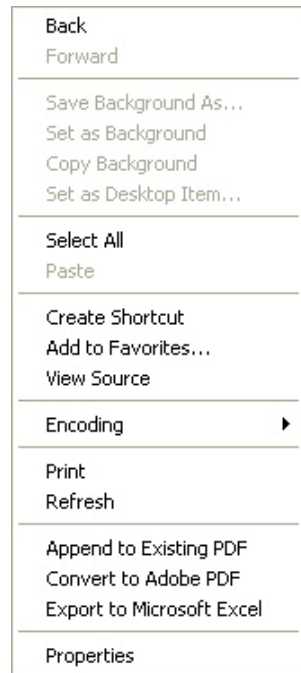 Back
Forward
Save Background As...
Set as Background
Copy Background
Set as Desktop Item...
Select All
Paste
Create Shortcut
Add to Favorites...
View Source
Encoding
Print
Refresh
Append to Existing PDF
Convert to Adobe PDF
Export to Microsoft Excel
Properties